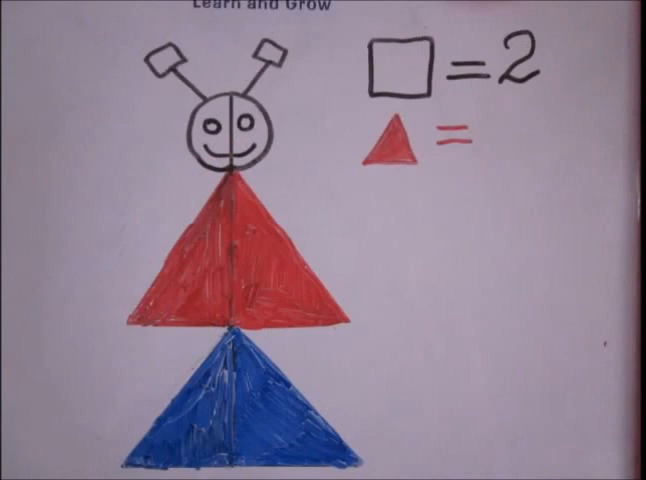 Learn and Grow
= 2
=